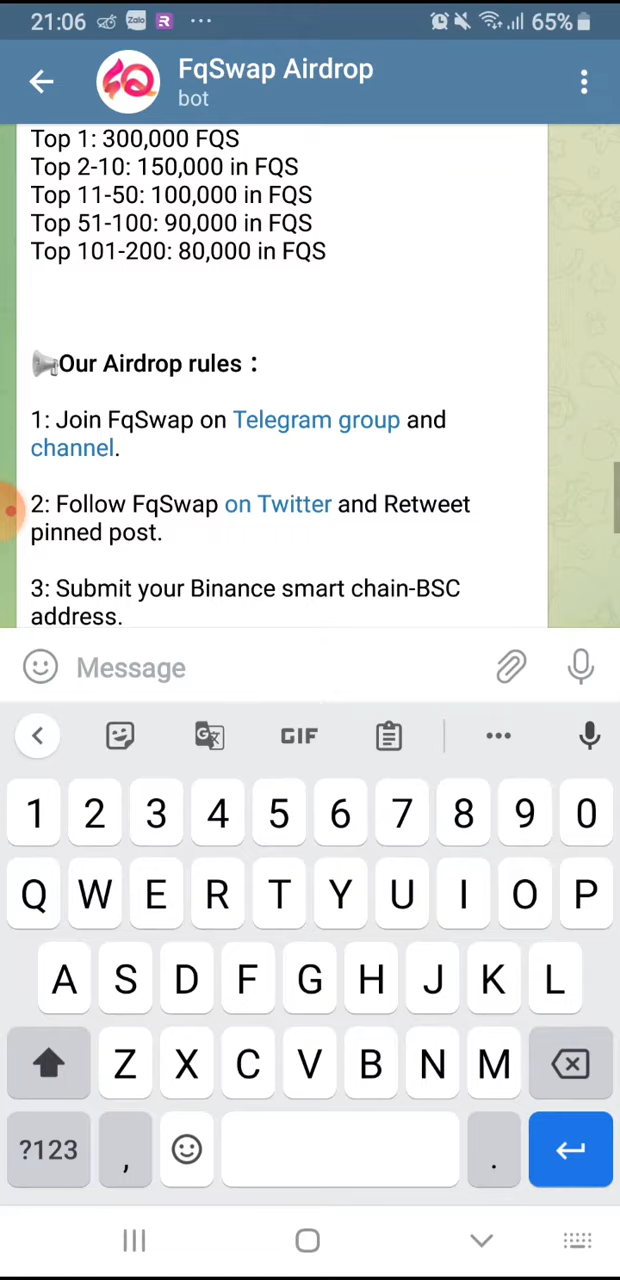 21:06 Zalo R 65%
FqSwap Airdrop
bot
Top 1: 300,000 FQS
Top 2-10: 150,000 in FQS
Top 11-50: 100,000 in FQS
Top 51-100: 90,000 in FQS
Top 101-200: 80,000 in FQS
Our Airdrop rules：
1: Join FqSwap on Telegram group and
channel.
2: Follow FqSwap on Twitter and Retweet
pinned post.
3: Submit your Binance smart chain-BSC
address.
Message
GIF
1 2 3 4 5 6 7 8 9 0
Q W E R T Y U I O P
A S D F G H J K L
Z X C V B N M
?123 , .